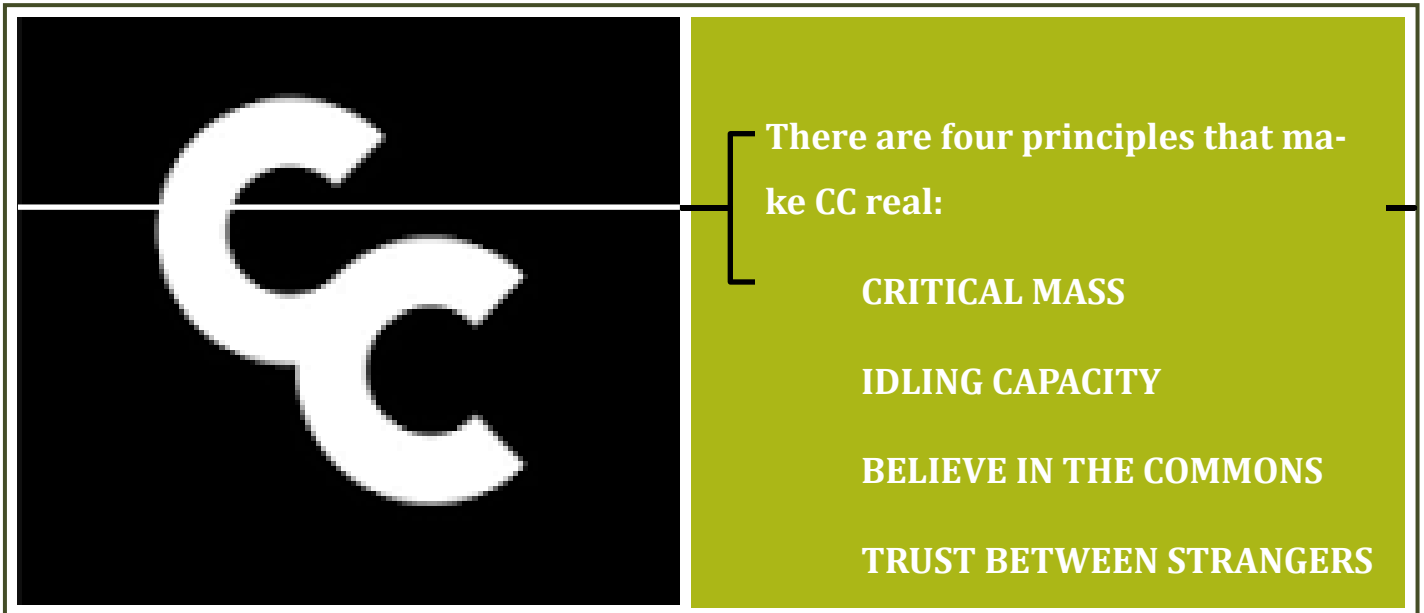 CC
There are four principles that ma-
ke CC real:
CRITICAL MASS
IDLING CAPACITY
BELIEVE IN THE COMMONS
TRUST BETWEEN STRANGERS